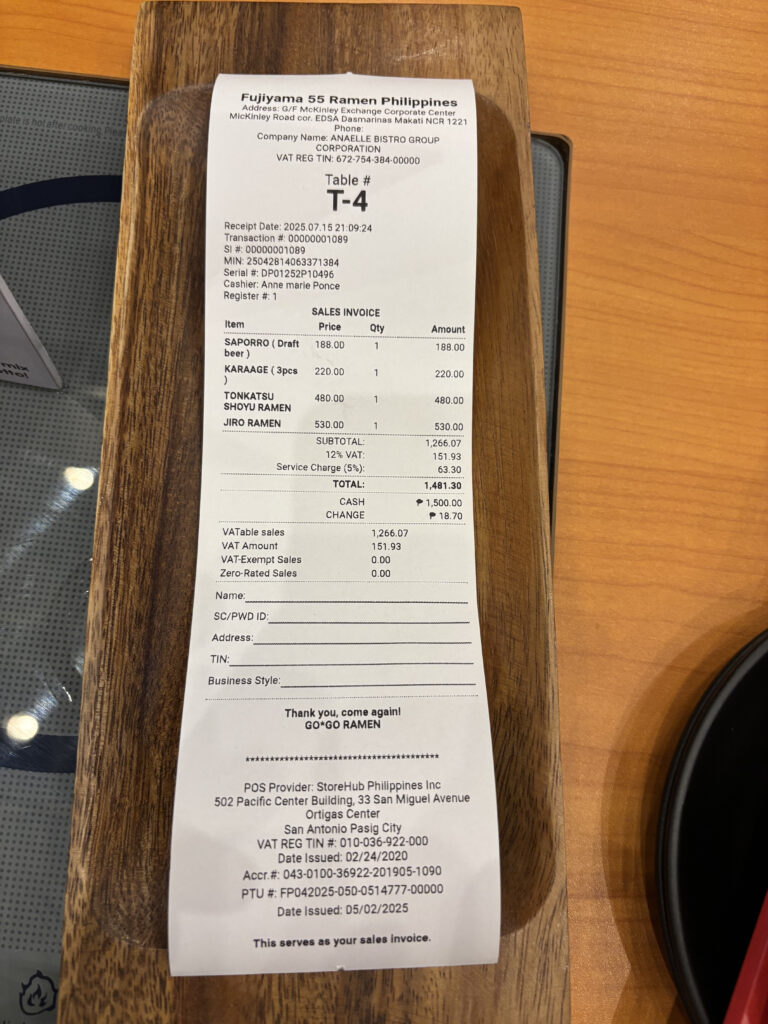 Fujiyama 55 Ramen Philippines
Address: G/F McKinley Exchange Corporate Center
McKinley Road cor. EDSA Dasmarinas Makati NCR 1221
Phone:
Company Name: ANAELLE BISTRO GROUP
CORPORATION
VAT REG TIN: 672-754-384-00000
Table #
T-4
Receipt Date: 2025.07.15 21:09:24
Transaction #: 00000001089
SI #: 00000001089
MIN: 25042814063371384
Serial #: DP01252P10496
Cashier: Anne marie Ponce
Register #: 1
SALES INVOICE
Item Price Qty Amount
SAPORRO ( Draft 188.00 1 188.00
beer )
KARAAGE ( 3pcs 220.00 1 220.00
)
TONKATSU 480.00 1 480.00
SHOYU RAMEN
JIRO RAMEN 530.00 1 530.00
SUBTOTAL: 1,266.07
12% VAT: 151.93
Service Charge (5%): 63.30
TOTAL: 1,481.30
CASH ₱ 1,500.00
CHANGE ₱ 18.70
VATable sales 1,266.07
VAT Amount 151.93
VAT-Exempt Sales 0.00
Zero-Rated Sales 0.00
Name:
SC/PWD ID:
Address:
TIN:
Business Style:
Thank you, come again!
GO*GO RAMEN
****************************************
POS Provider: StoreHub Philippines Inc
502 Pacific Center Building, 33 San Miguel Avenue
Ortigas Center
San Antonio Pasig City
VAT REG TIN #: 010-036-922-000
Date Issued: 02/24/2020
Accr.#: 043-0100-36922-201905-1090
PTU #: FP042025-050-0514777-00000
Date Issued: 05/02/2025
This serves as your sales invoice.